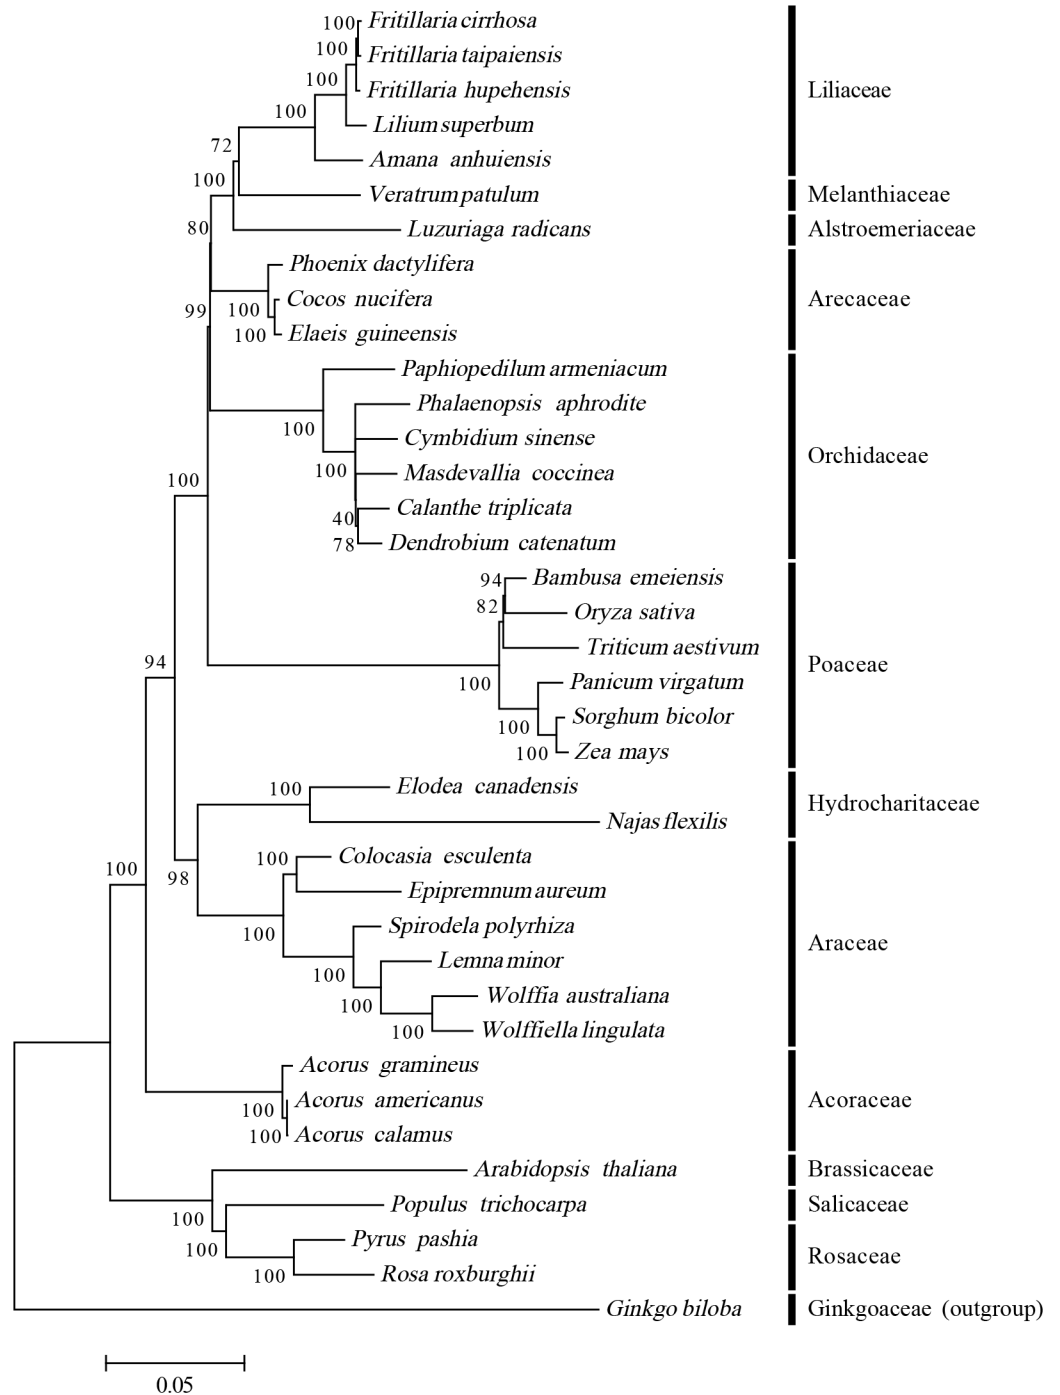 100 Fritillaria cirrhosa
100 Fritillaria taipaiensis
100 Fritillaria hupehensis
Liliaceae
100 Lilium superbum
72 Amana anhuiensis
100 Veratrum patulum
Melanthiaceae
80 Luzuriaga radicans
Alstroemeriaceae
Phoenix dactylifera
99 100 Cocos nucifera
Arecaceae
100 Elaeis guineensis
Paphiopedilum armeniacum
Phalaenopsis aphrodite
100 Cymbidium sinense
Orchidaceae
100 Masdevallia coccinea
100 40 Calanthe triplicata
78 Dendrobium catenatum
94 Bambusa emeiensis
82 Oryza sativa
Triticum aestivum
94 Poaceae
100 Panicum virgatum
100 Sorghum bicolor
100 Zea mays
100 Elodea canadensis
Hydrocharitaceae
Najas flexilis
100 Colocasia esculenta
100 98 Epipremnum aureum
100 Spirodela polyrhiza
Araceae
100 Lemna minor
100 Wolffia australiana
100 Wolffiella lingulata
Acorus gramineus
100 Acorus americanus
Acoraceae
100 Acorus calamus
Arabidopsis thaliana
Brassicaceae
Populus trichocarpa
Salicaceae
100 Pyrus pashia
100 Rosaceae
100 Rosa roxburghii
Ginkgo biloba
Ginkgoaceae (outgroup)
0.05